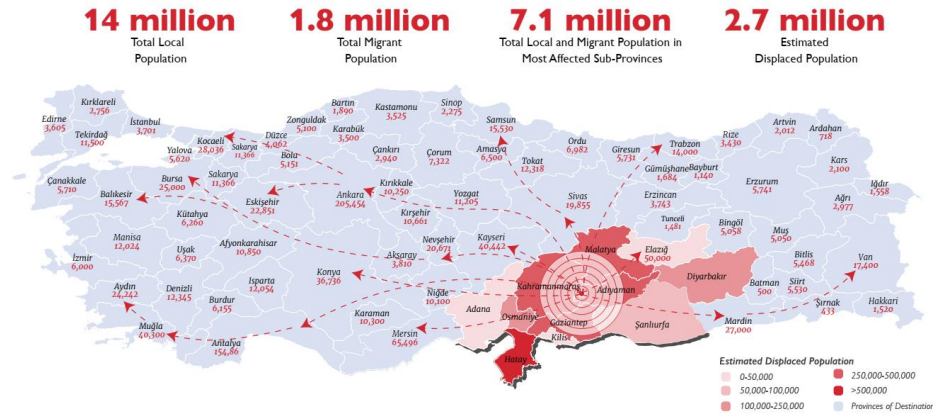 14 million
Total Local
Population
1.8 million
Total Migrant
Population
7.1 million
Total Local and Migrant Population in
Most Affected Sub-Provinces
2.7 million
Estimated
Displaced Population
Kırklareli
2,756
Edirne
3,605
Tekirdağ
11,500
İstanbul
3,701
Yalova
5,620
Kocaeli
28,036
Sakarya
11,366
Düzce
4,062
Bolu
5,151
Zonguldak
5,100
Bartın
1,890
Karabük
3,500
Kastamonu
3,525
Sinop
2,275
Çankırı
2,940
Çorum
7,322
Samsun
15,530
Amasya
6,500
Tokat
12,318
Ordu
6,982
Giresun
5,731
Trabzon
14,000
Gümüşhane
1,684
Bayburt
1,140
Rize
3,430
Artvin
2,012
Ardahan
718
Kars
2,100
Iğdır
1,558
Ağrı
2,977
Erzurum
5,741
Erzincan
3,743
Tunceli
1,481
Bingöl
5,058
Muş
5,050
Bitlis
5,468
Van
17,400
Hakkari
1,520
Şırnak
433
Siirt
5,530
Batman
500
Mardin
27,000
Diyarbakır
Elazığ
50,000
Malatya
Sivas
19,855
Çanakkale
5,710
Balıkesir
15,567
Bursa
25,000
Sakarya
11,366
Eskişehir
22,851
Ankara
205,454
Kırıkkale
10,250
Yozgat
11,205
Kırşehir
10,661
Kütahya
6,260
Manisa
12,024
Uşak
6,370
Afyonkarahisar
10,850
İzmir
6,000
Aydın
24,242
Denizli
12,345
Burdur
6,155
Isparta
12,054
Muğla
40,300
Antalya
154,86
Konya
36,736
Aksaray
3,810
Nevşehir
20,671
Kayseri
40,442
Niğde
10,100
Karaman
10,300
Mersin
65,496
Adana
Kahramanmaraş
Adıyaman
Osmaniye
Gaziantep
Kilis
Şanlıurfa
Hatay
Estimated Displaced Population
0-50,000
50,000-100,000
100,000-250,000
250,000-500,000
>500,000
Provinces of Destination